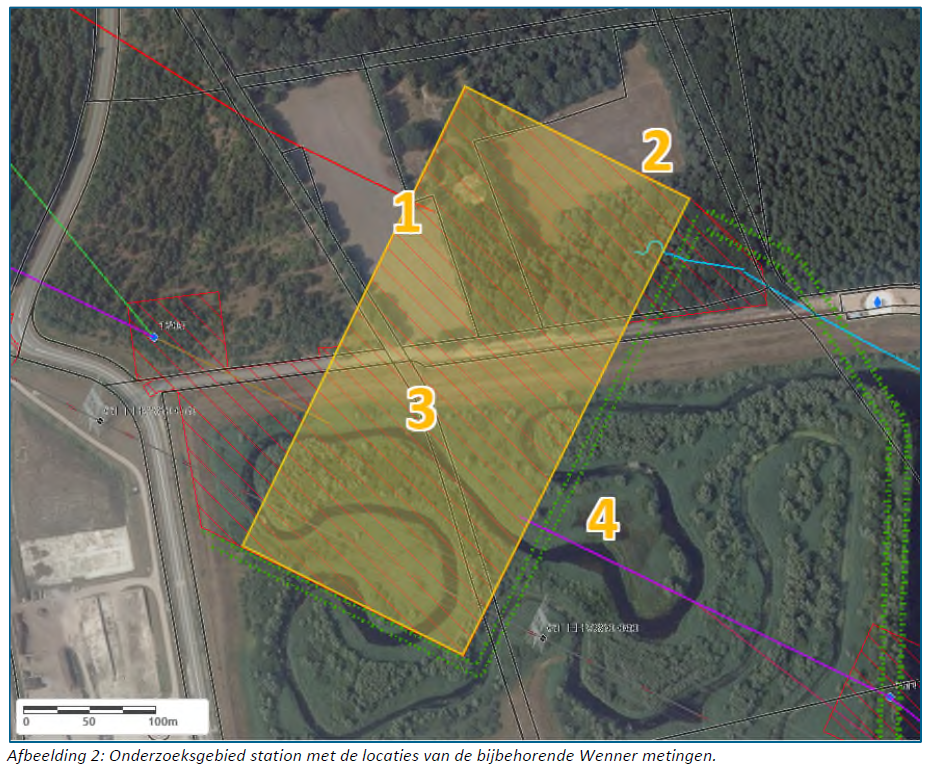 2
1
3
4
0 50 100m
Afbeelding 2: Onderzoeksgebied station met de locaties van de bijbehorende Wenner metingen.